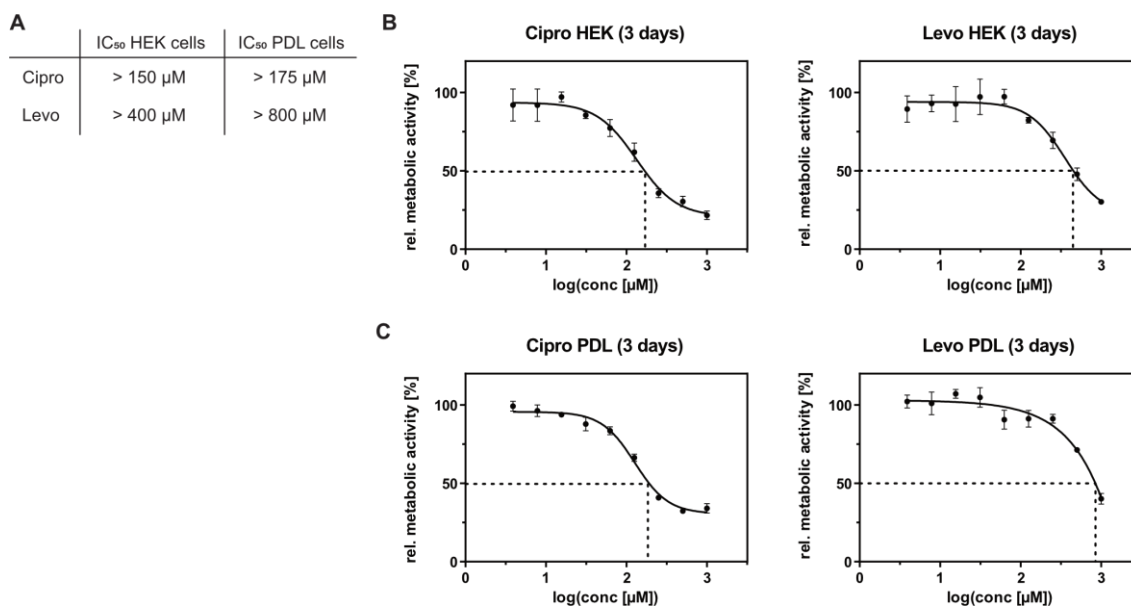 A
IC₅₀ HEK cells IC₅₀ PDL cells
Cipro > 150 µM > 175 µM
Levo > 400 µM > 800 µM
B
Cipro HEK (3 days)
rel. metabolic activity [%]
100
50
0
0 1 2 3
log(conc [µM])
Levo HEK (3 days)
rel. metabolic activity [%]
100
50
0
0 1 2 3
log(conc [µM])
C
Cipro PDL (3 days)
rel. metabolic activity [%]
100
50
0
0 1 2 3
log(conc [µM])
Levo PDL (3 days)
rel. metabolic activity [%]
100
50
0
0 1 2 3
log(conc [µM])